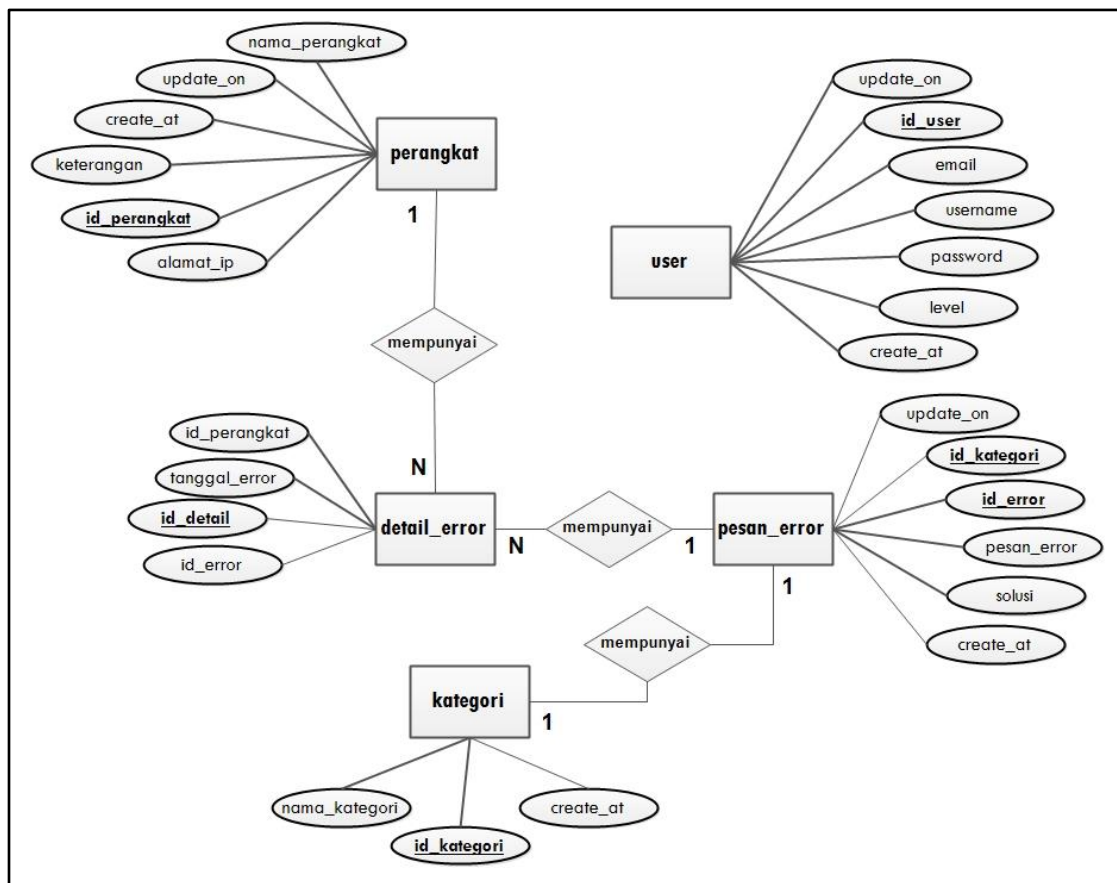 nama_perangkat
update_on
create_at
keterangan
id_perangkat
alamat_ip
perangkat
1
mempunyai
N
update_on
id_user
email
username
password
level
create_at
user
id_perangkat
tanggal_error
id_detail
id_error
detail_error
N
mempunyai
1
pesan_error
update_on
id_kategori
id_error
pesan_error
solusi
create_at
1
mempunyai
1
kategori
nama_kategori
id_kategori
create_at